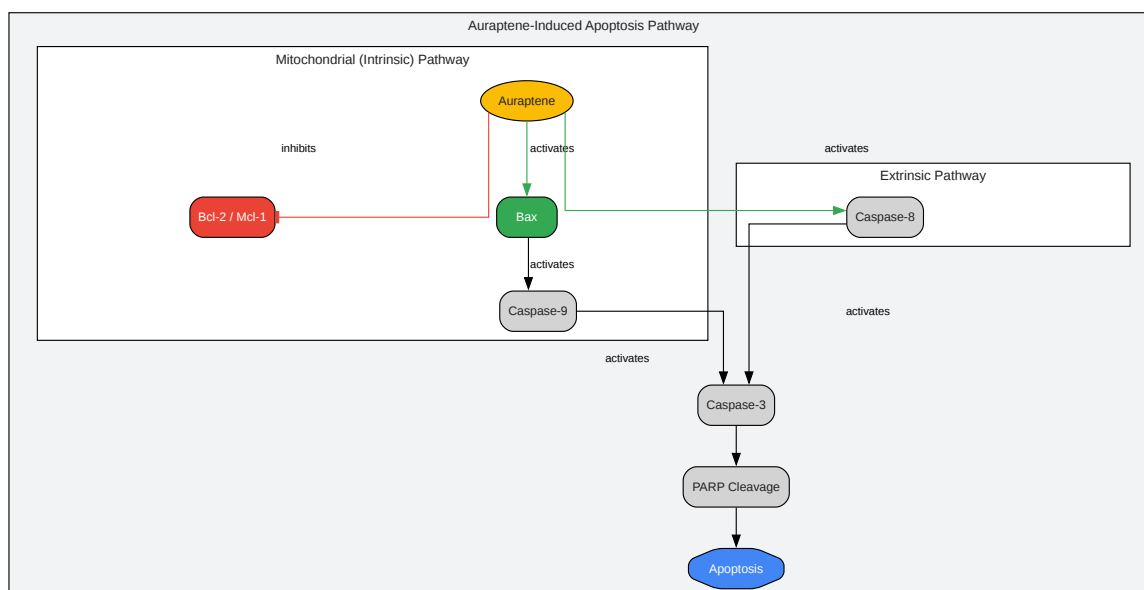 Auraptene-Induced Apoptosis Pathway
Mitochondrial (Intrinsic) Pathway
Auraptene
inhibits
activates
activates
Extrinsic Pathway
Bcl-2 / Mcl-1
Bax
Caspase-8
activates
Caspase-9
activates
activates
Caspase-3
PARP Cleavage
Apoptosis